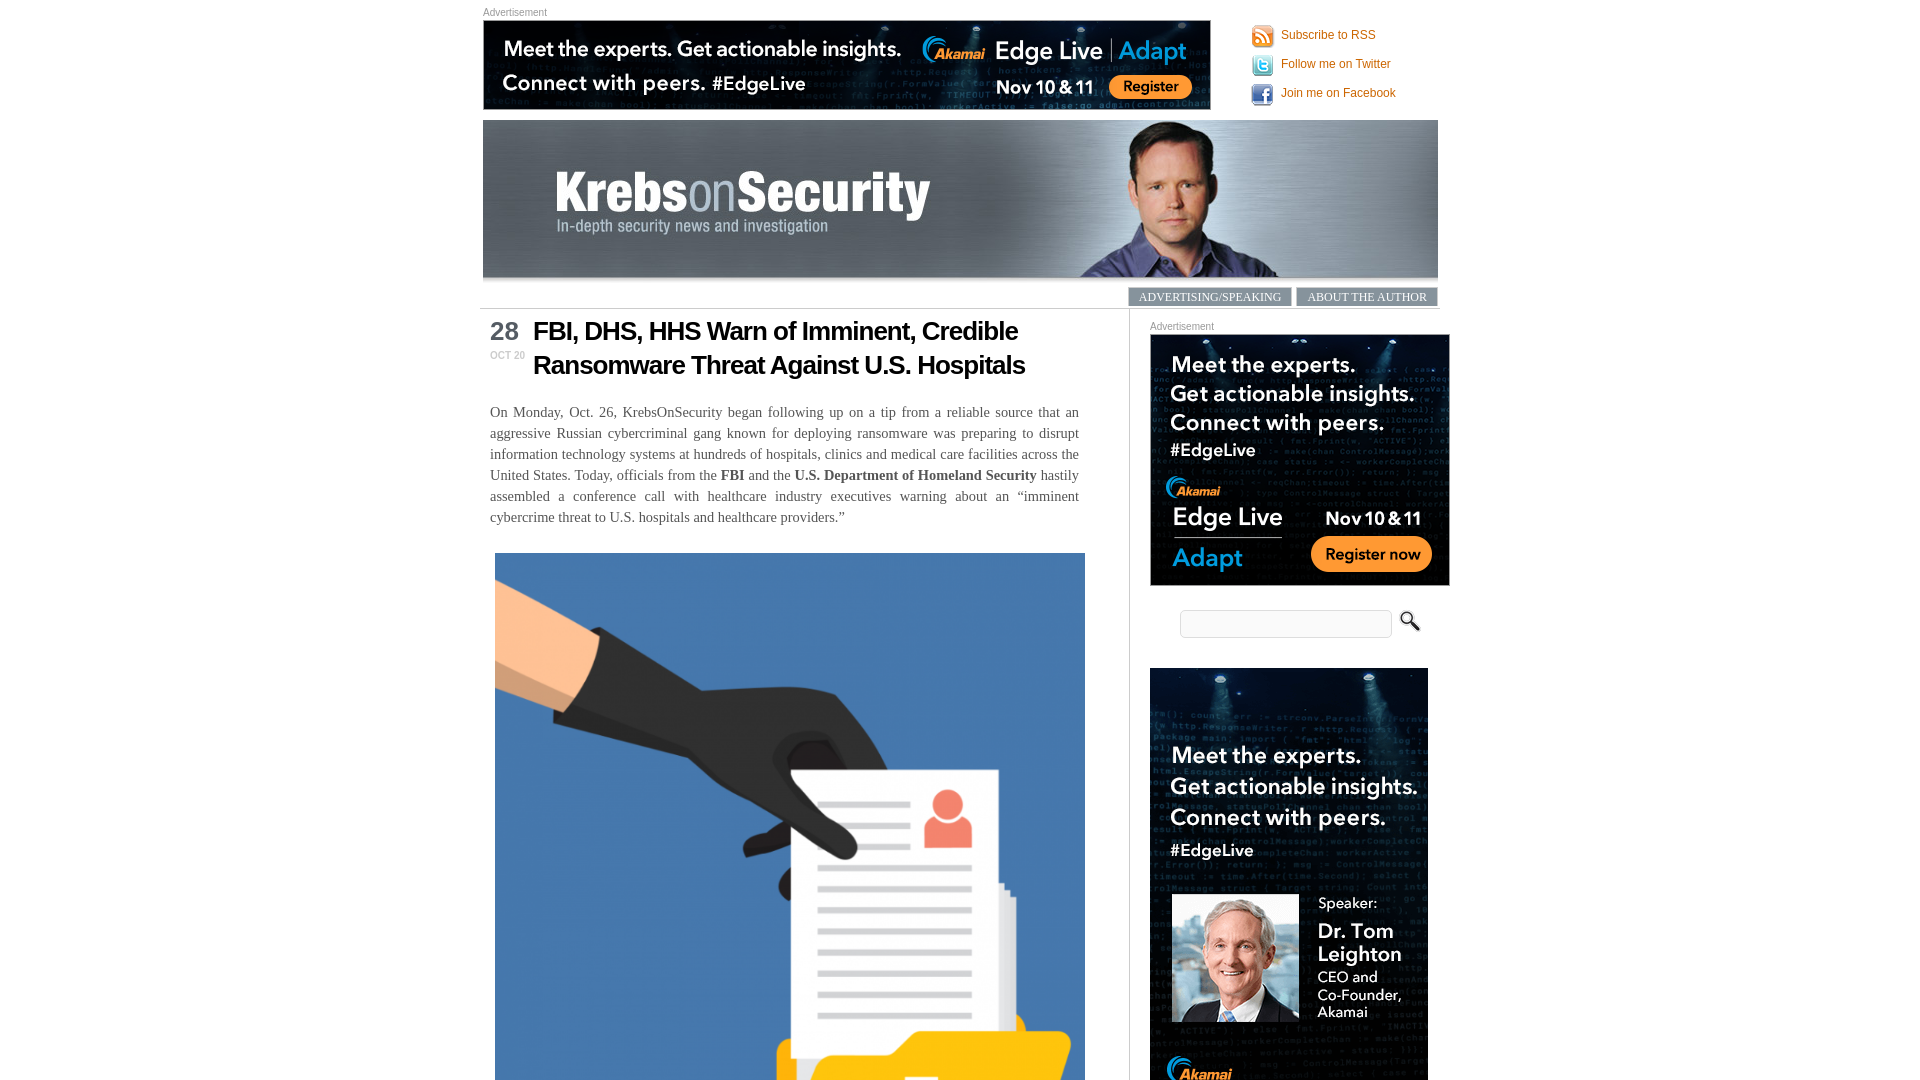 Advertisement
Meet the experts. Get actionable insights.
Connect with peers. #EdgeLive
Akamai Edge Live | Adapt
Nov 10 & 11 Register
Subscribe to RSS
Follow me on Twitter
Join me on Facebook
KrebsonSecurity
In-depth security news and investigation
ADVERTISING/SPEAKING
ABOUT THE AUTHOR
28
OCT 20
FBI, DHS, HHS Warn of Imminent, Credible
Ransomware Threat Against U.S. Hospitals
On Monday, Oct. 26, KrebsOnSecurity began following up on a tip from a reliable source that an
aggressive Russian cybercriminal gang known for deploying ransomware was preparing to disrupt
information technology systems at hundreds of hospitals, clinics and medical care facilities across the
United States. Today, officials from the FBI and the U.S. Department of Homeland Security hastily
assembled a conference call with healthcare industry executives warning about an “imminent
cybercrime threat to U.S. hospitals and healthcare providers.”
Advertisement
Meet the experts.
Get actionable insights.
Connect with peers.
#EdgeLive
Akamai
Edge Live
Adapt
Nov 10 & 11
Register now
Meet the experts.
Get actionable insights.
Connect with peers.
#EdgeLive
Speaker:
Dr. Tom
Leighton
CEO and
Co-Founder,
Akamai
Akamai